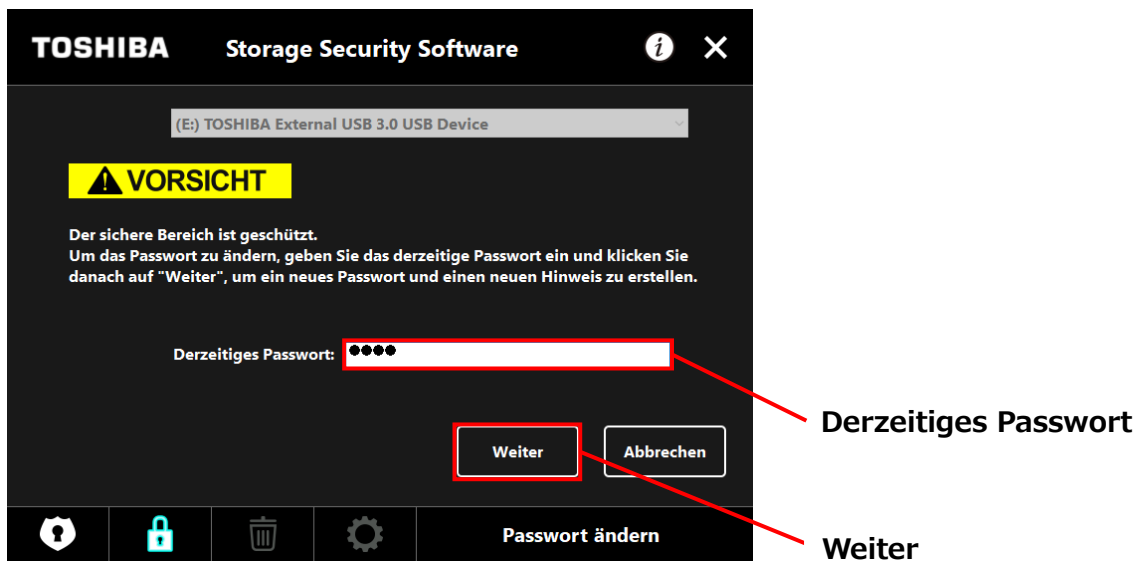 TOSHIBA Storage Security Software
(E:) TOSHIBA External USB 3.0 USB Device
VORSICHT
Der sichere Bereich ist geschützt.
Um das Passwort zu ändern, geben Sie das derzeitige Passwort ein und klicken Sie
danach auf "Weiter", um ein neues Passwort und einen neuen Hinweis zu erstellen.
Derzeitiges Passwort: ●●●●
Derzeitiges Passwort
Weiter Abbrechen
Passwort ändern
Weiter